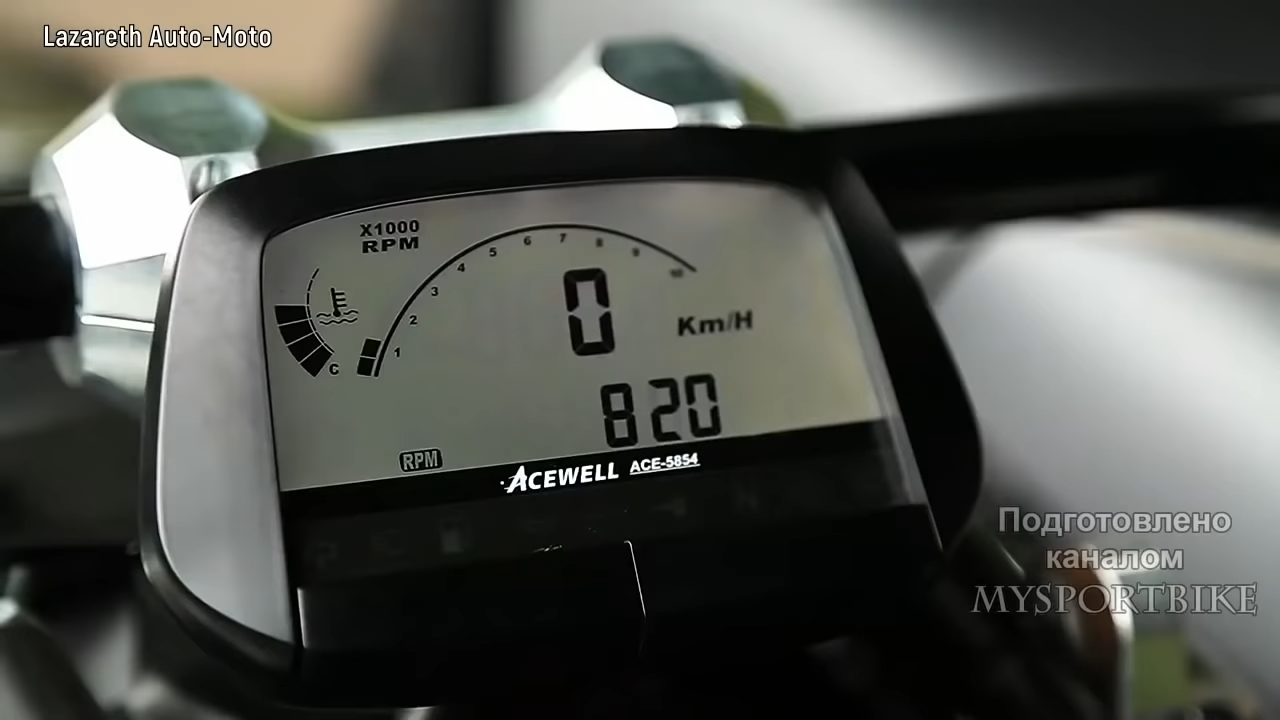 Lazareth Auto-Moto
X1000
RPM
1
2
3
4
5
6
7
8
9
10
0
Km/H
C
820
RPM
ACEWELL ACE-5854
Подготовлено
каналом
MYSPORTBIKE